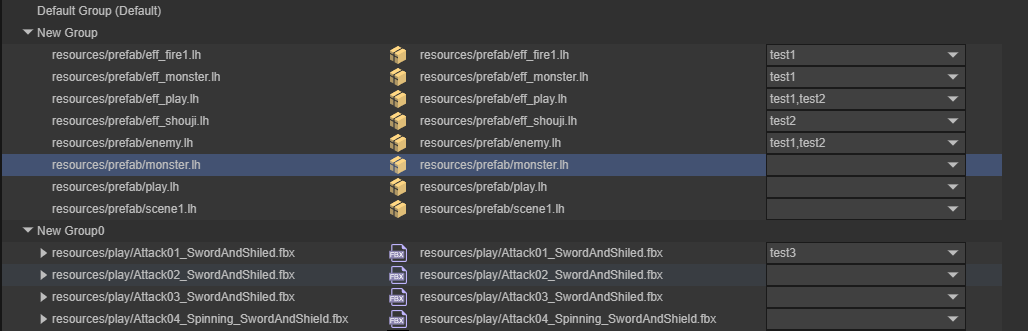 Default Group (Default)
New Group
resources/prefab/eff_fire1.lh resources/prefab/eff_fire1.lh test1
resources/prefab/eff_monster.lh resources/prefab/eff_monster.lh test1
resources/prefab/eff_play.lh resources/prefab/eff_play.lh test1,test2
resources/prefab/eff_shouji.lh resources/prefab/eff_shouji.lh test2
resources/prefab/enemy.lh resources/prefab/enemy.lh test1,test2
resources/prefab/monster.lh resources/prefab/monster.lh
resources/prefab/play.lh resources/prefab/play.lh
resources/prefab/scene1.lh resources/prefab/scene1.lh
New Group0
resources/play/Attack01_SwordAndShiled.fbx FBX resources/play/Attack01_SwordAndShiled.fbx test3
resources/play/Attack02_SwordAndShiled.fbx FBX resources/play/Attack02_SwordAndShiled.fbx
resources/play/Attack03_SwordAndShiled.fbx FBX resources/play/Attack03_SwordAndShiled.fbx
resources/play/Attack04_Spinning_SwordAndShield.fbx FBX resources/play/Attack04_Spinning_SwordAndShield.fbx